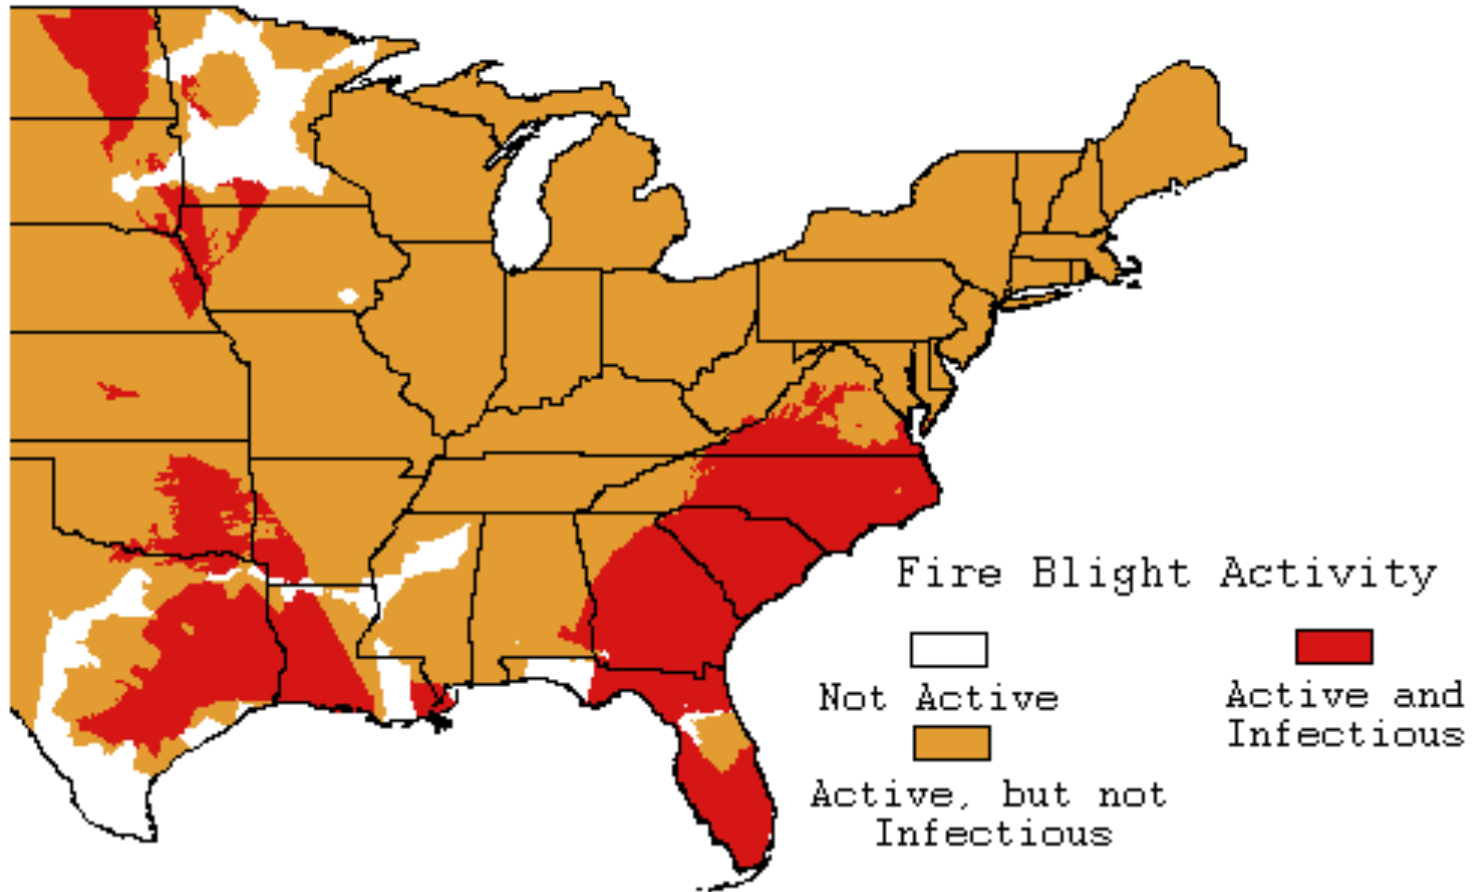 Fire Blight Activity
Not Active
Active and
Infectious
Active, but not
Infectious